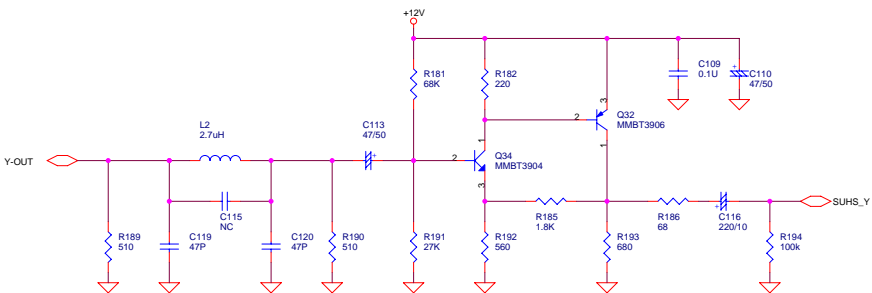 +12V
R181
68K
R182
220
C109
0.1U
C110
47/50
+
3
Q32
MMBT3906
2
1
L2
2.7uH
C113
47/50
+
Y-OUT
1
2
Q34
MMBT3904
3
C115
NC
R185
1.8K
R186
68
+
C116
220/10
SUHS_Y
R189
510
C119
47P
C120
47P
R190
510
R191
27K
R192
560
R193
680
R194
100k